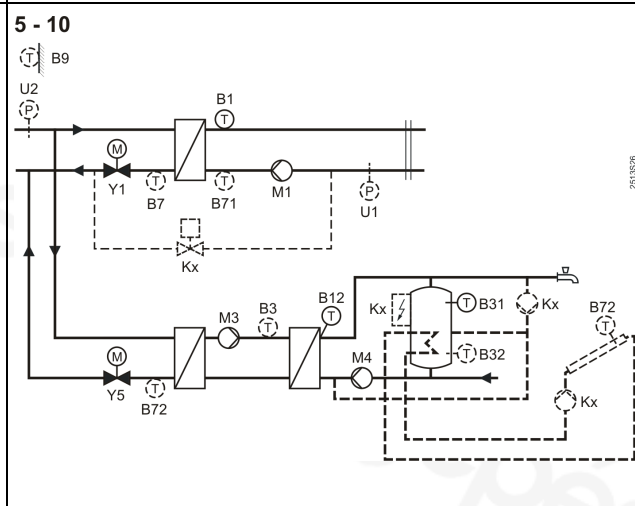 5 - 10
T B9
U2
P
B1
T
M
Y1
T
B7
T
B71
M1
P
U1
2513S26
Kx
M3
B3
T
B12
T
Kx
T B31
Kx
B72
T
M
Y5
T
B72
M4
T B32
Kx